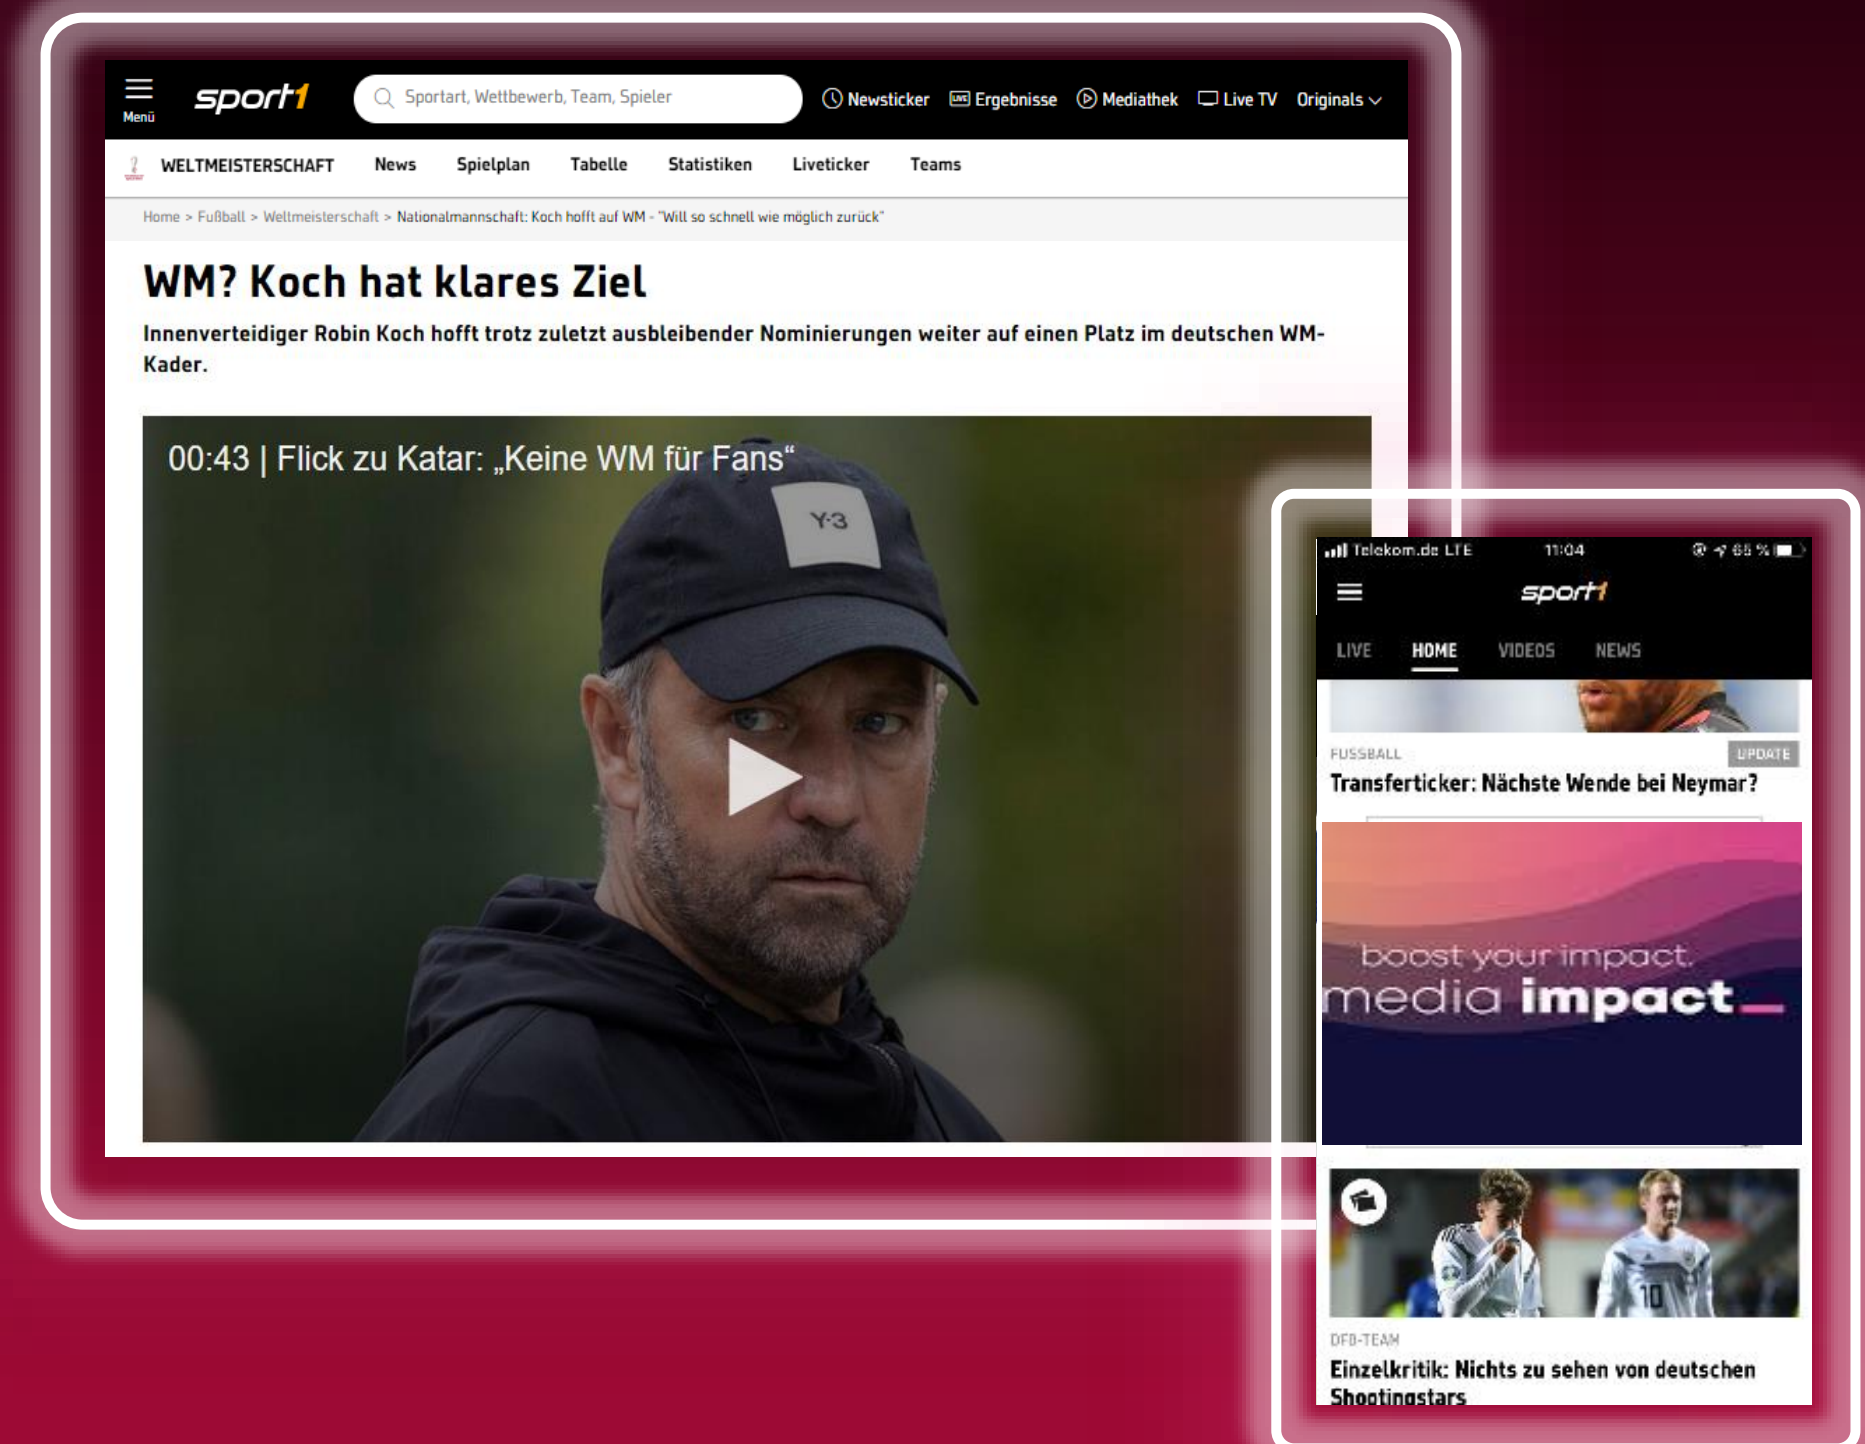 Menü
sport1
Sportart, Wettbewerb, Team, Spieler
Newsticker
LIVE Ergebnisse
Mediathek
Live TV
Originals
WELTMEISTERSCHAFT
News
Spielplan
Tabelle
Statistiken
Liveticker
Teams
Home > Fußball > Weltmeisterschaft > Nationalmannschaft: Koch hofft auf WM - "Will so schnell wie möglich zurück"
WM? Koch hat klares Ziel
Innenverteidiger Robin Koch hofft trotz zuletzt ausbleibender Nominierungen weiter auf einen Platz im deutschen WM-
Kader.
00:43 | Flick zu Katar: „Keine WM für Fans“
Y-3
Telekom.de LTE
11:04
65 %
sport1
LIVE
HOME
VIDEOS
NEWS
FUSSBALL
UPDATE
Transferticker: Nächste Wende bei Neymar?
boost your impact.
media impact
10
DFB-TEAM
Einzelkritik: Nichts zu sehen von deutschen
Shootingstars